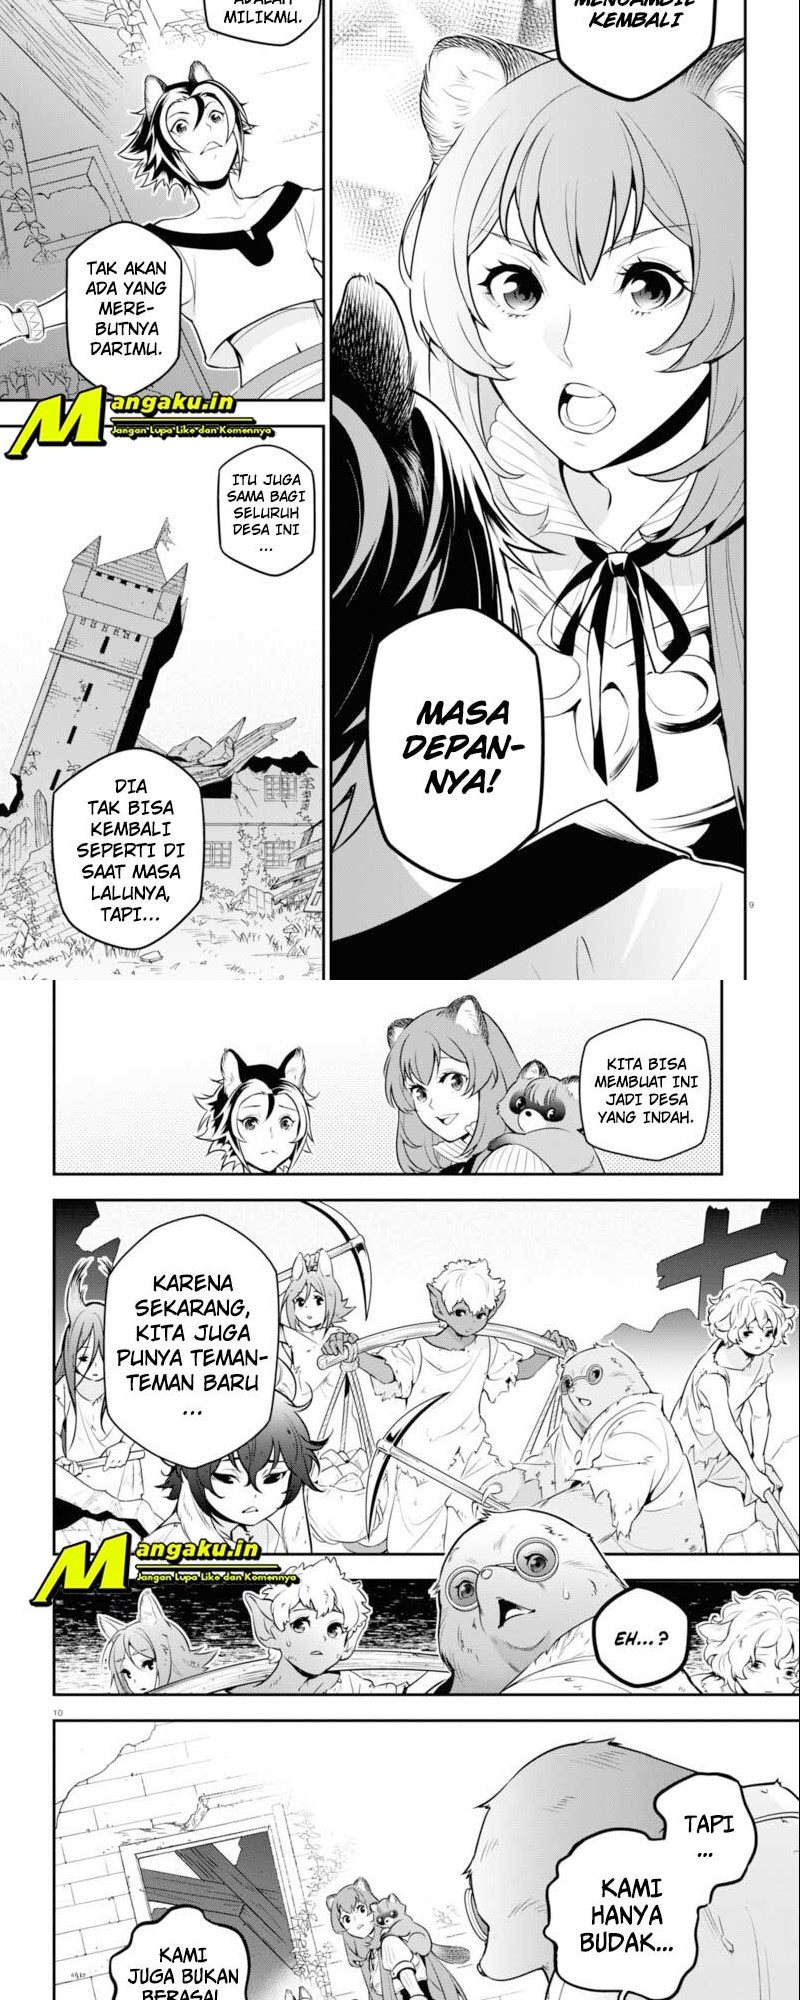 MENGAMBIL
KEMBALI
MASA
DEPAN-
NYA!
ADALAH
MILIKMU.
TAK AKAN
ADA YANG
MERE-
BUTNYA
DARIMU.
Mangaku.in
Jangan Lupa Like dan Komennya
ITU JUGA
SAMA BAGI
SELURUH
DESA INI
...
DIA
TAK BISA
KEMBALI
SEPERTI DI
SAAT MASA
LALUNYA,
TAPI...
9
KITA BISA
MEMBUAT INI
JADI DESA
YANG INDAH.
KARENA
SEKARANG,
KITA JUGA
PUNYA TEMAN-
TEMAN BARU
...
Mangaku.in
Jangan Lupa Like dan Komennya
EH...?
10
TAPI
...
KAMI
HANYA
BUDAK...
KAMI
JUGA BUKAN
BERASAL